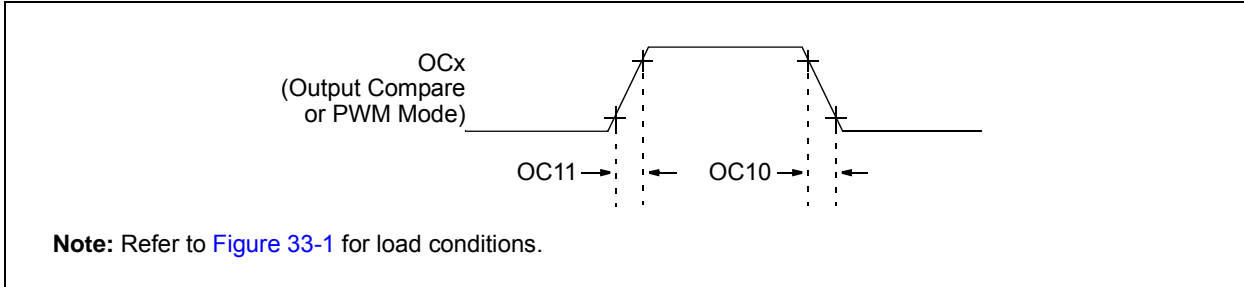 OCx
(Output Compare
or PWM Mode)
OC11 OC10
Note: Refer to Figure 33-1 for load conditions.